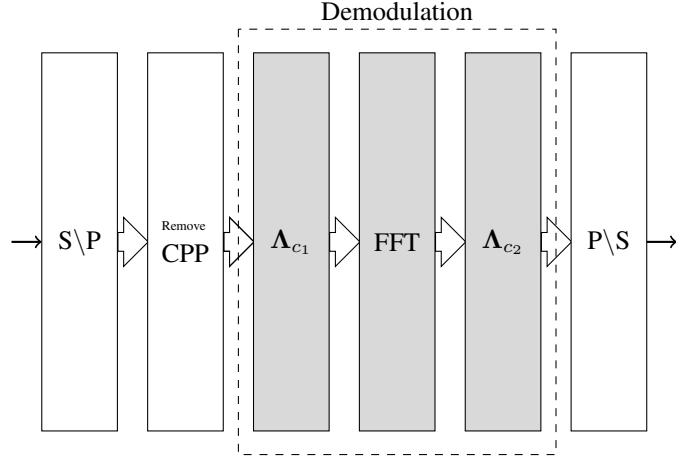 Demodulation
S\P
Remove
CPP
Λc₁
FFT
Λc₂
P\S